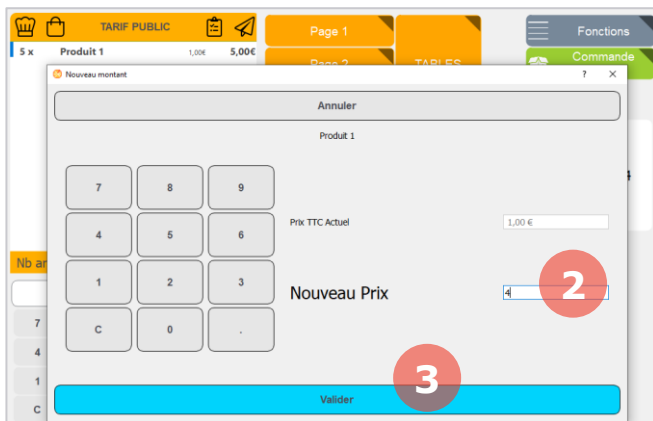 TARIF PUBLIC
Page 1
Fonctions
5 x Produit 1 1,00€ 5,00€
Page 2
TABLES
Commande
Nouveau montant
? ×
Annuler
Produit 1
7 8 9
Prix TTC Actuel 1,00 €
4 5 6
Nb ar
1 2 3
Nouveau Prix 4
2
7
C 0 .
4
3
1
Valider
C